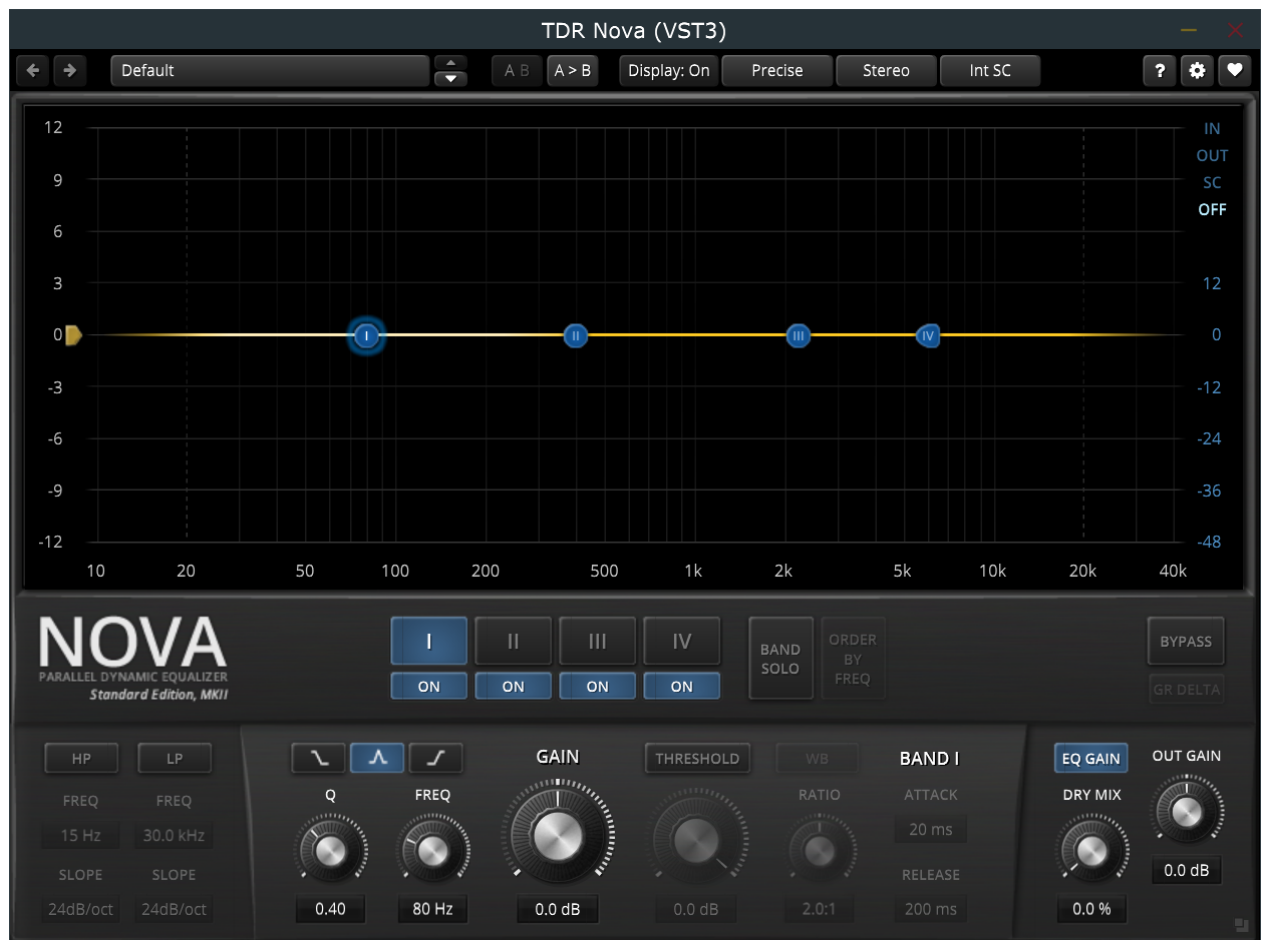 TDR Nova (VST3)
Default
A B
A > B
Display: On
Precise
Stereo
Int SC
?
12
9
6
3
0
-3
-6
-9
-12
IN
OUT
SC
OFF
12
0
-12
-24
-36
-48
I
II
III
IV
10 20 50 100 200 500 1k 2k 5k 10k 20k 40k
NOVA
PARALLEL DYNAMIC EQUALIZER
Standard Edition, MKII
I II III IV
ON ON ON ON
BAND
SOLO
ORDER
BY
FREQ
BYPASS
GR DELTA
HP LP
FREQ FREQ
15 Hz 30.0 kHz
SLOPE SLOPE
24dB/oct 24dB/oct
Q
0.40
FREQ
80 Hz
GAIN
0.0 dB
THRESHOLD
0.0 dB
WB
RATIO
2.0:1
BAND I
ATTACK
20 ms
RELEASE
200 ms
EQ GAIN
DRY MIX
0.0 %
OUT GAIN
0.0 dB